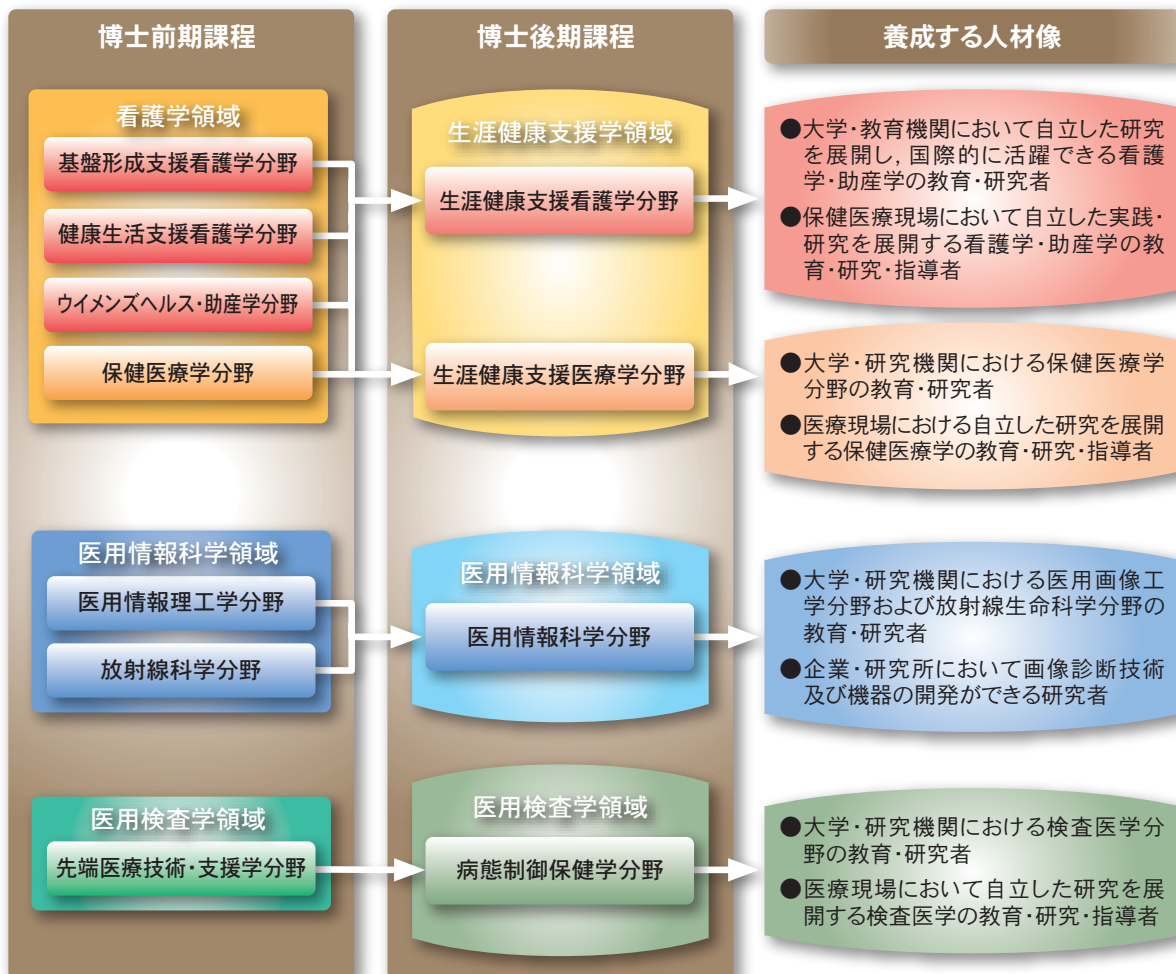 博士前期課程
博士後期課程
養成する人材像
看護学領域
基盤形成支援看護学分野
健康生活支援看護学分野
ウイメンズヘルス・助産学分野
保健医療学分野
生涯健康支援学領域
生涯健康支援看護学分野
生涯健康支援医療学分野
●大学・教育機関において自立した研究
を展開し,国際的に活躍できる看護
学・助産学の教育・研究者
●保健医療現場において自立した実践・
研究を展開する看護学・助産学の教
育・研究・指導者
●大学・研究機関における保健医療学
分野の教育・研究者
●医療現場における自立した研究を展開
する保健医療学の教育・研究・指導者
医用情報科学領域
医用情報理工学分野
放射線科学分野
医用情報科学領域
医用情報科学分野
●大学・研究機関における医用画像工
学分野および放射線生命科学分野の
教育・研究者
●企業・研究所において画像診断技術
及び機器の開発ができる研究者
医用検査学領域
先端医療技術・支援学分野
医用検査学領域
病態制御保健学分野
●大学・研究機関における検査医学分
野の教育・研究者
●医療現場において自立した研究を展
開する検査医学の教育・研究・指導者